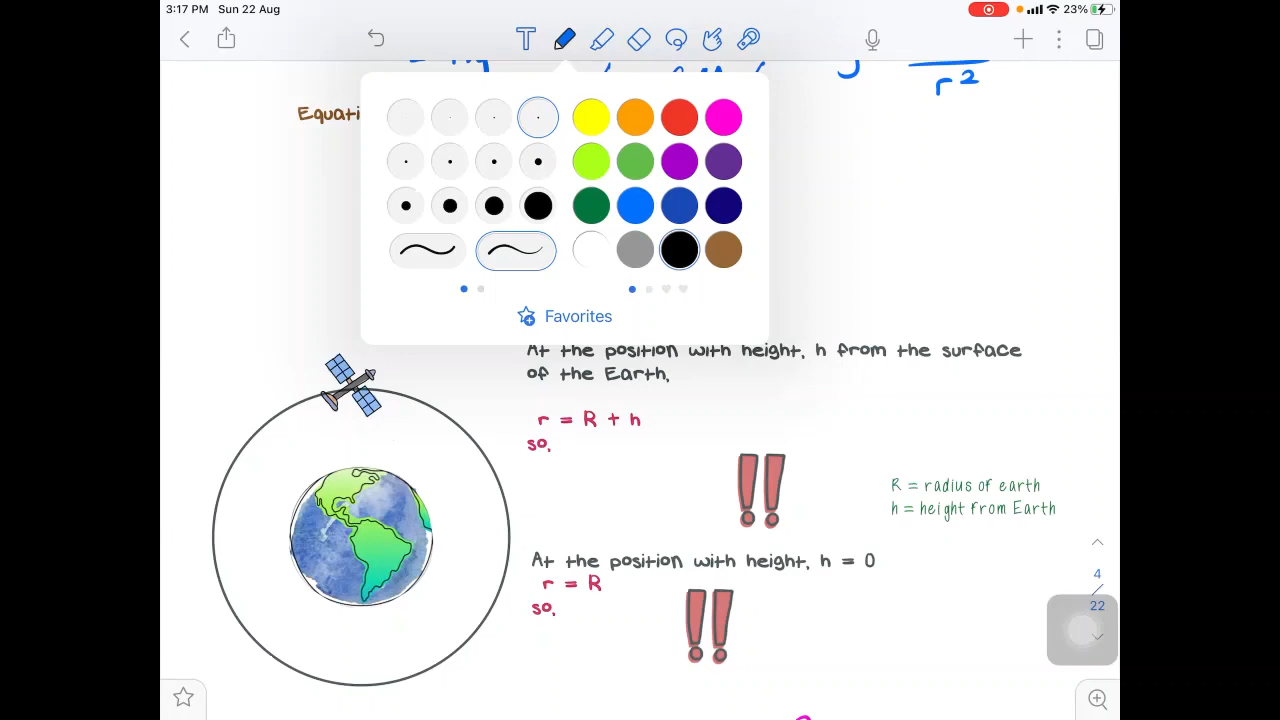 3:17 PM Sun 22 Aug 23%
T
r²
Equati
Favorites
At the position with height, h from the surface
of the Earth,
r = R + h
so,
R = radius of earth
h = height from Earth
At the position with height, h = 0
r = R
so,
4
/
22